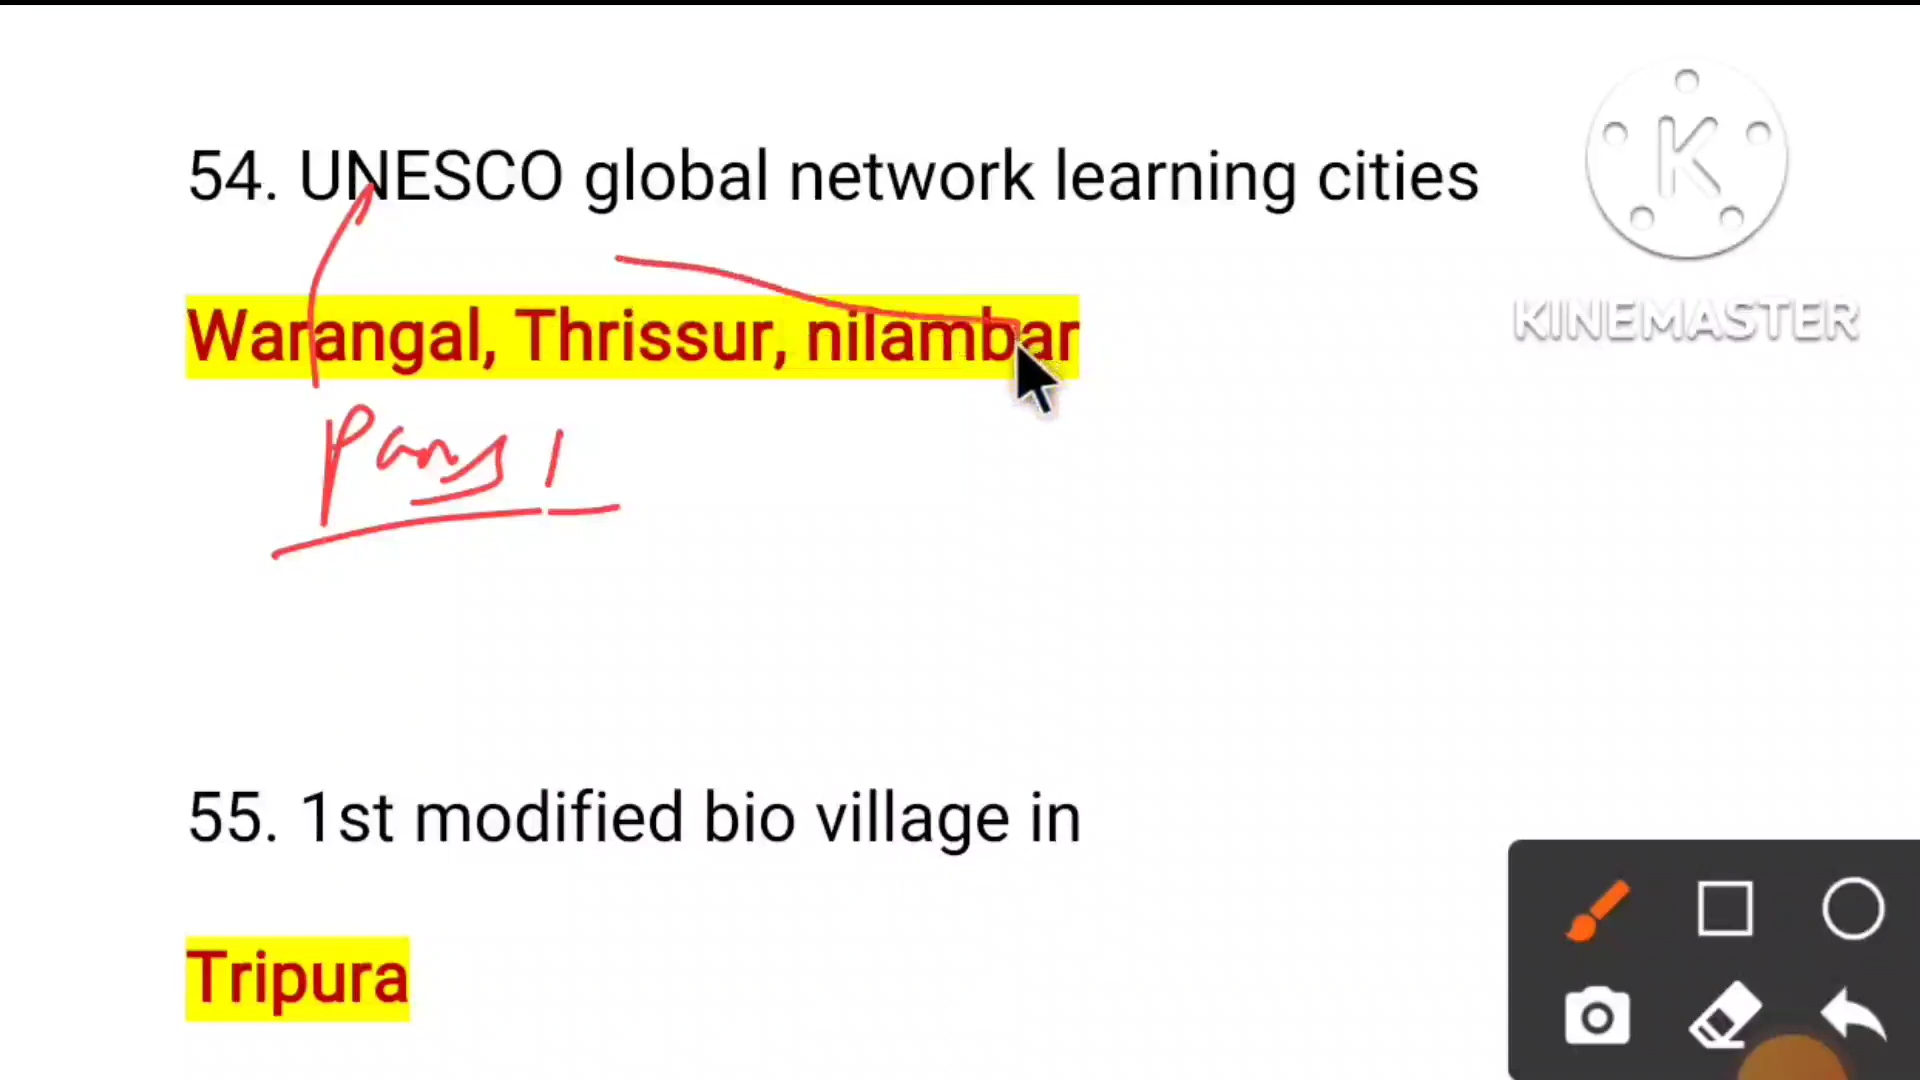 54. UNESCO global network learning cities
K
KINEMASTER
Warangal, Thrissur, nilambar
55. 1st modified bio village in
Tripura